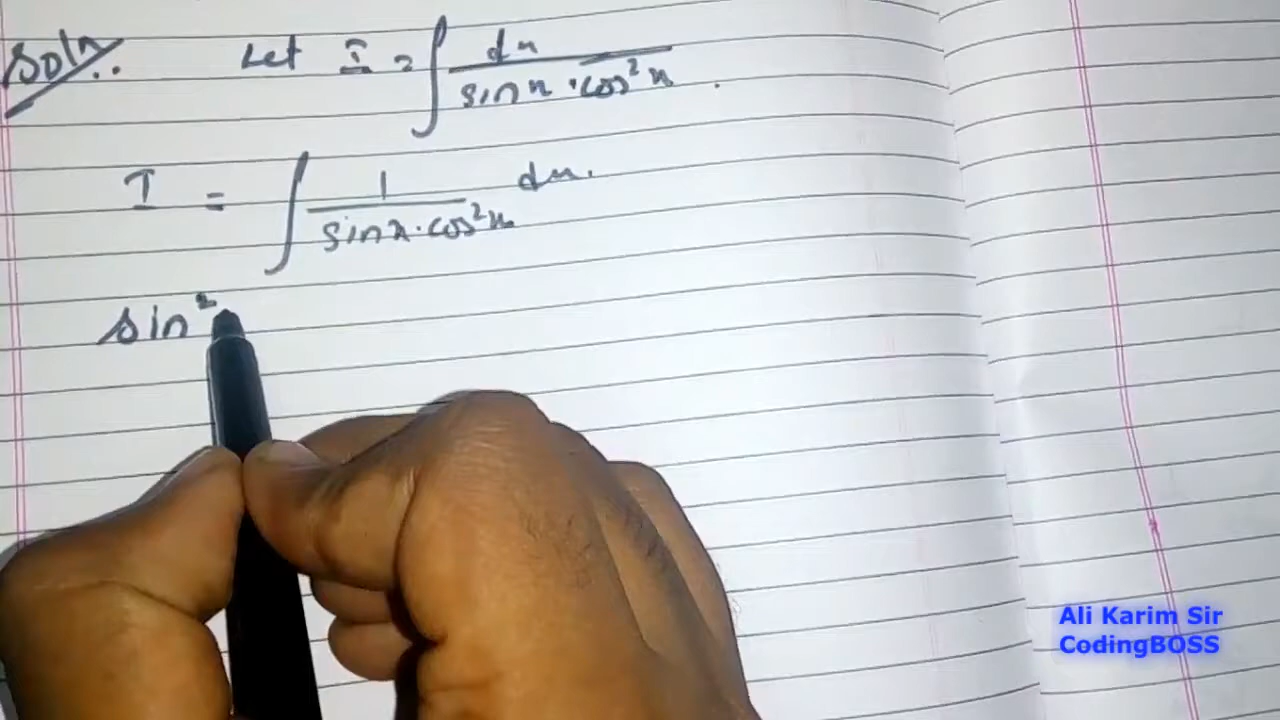 Soln. Let I = ∫ dx / sinx · cos²x .
I = ∫ 1 / sinx · cos²x dx.
sin²
Ali Karim Sir
CodingBOSS